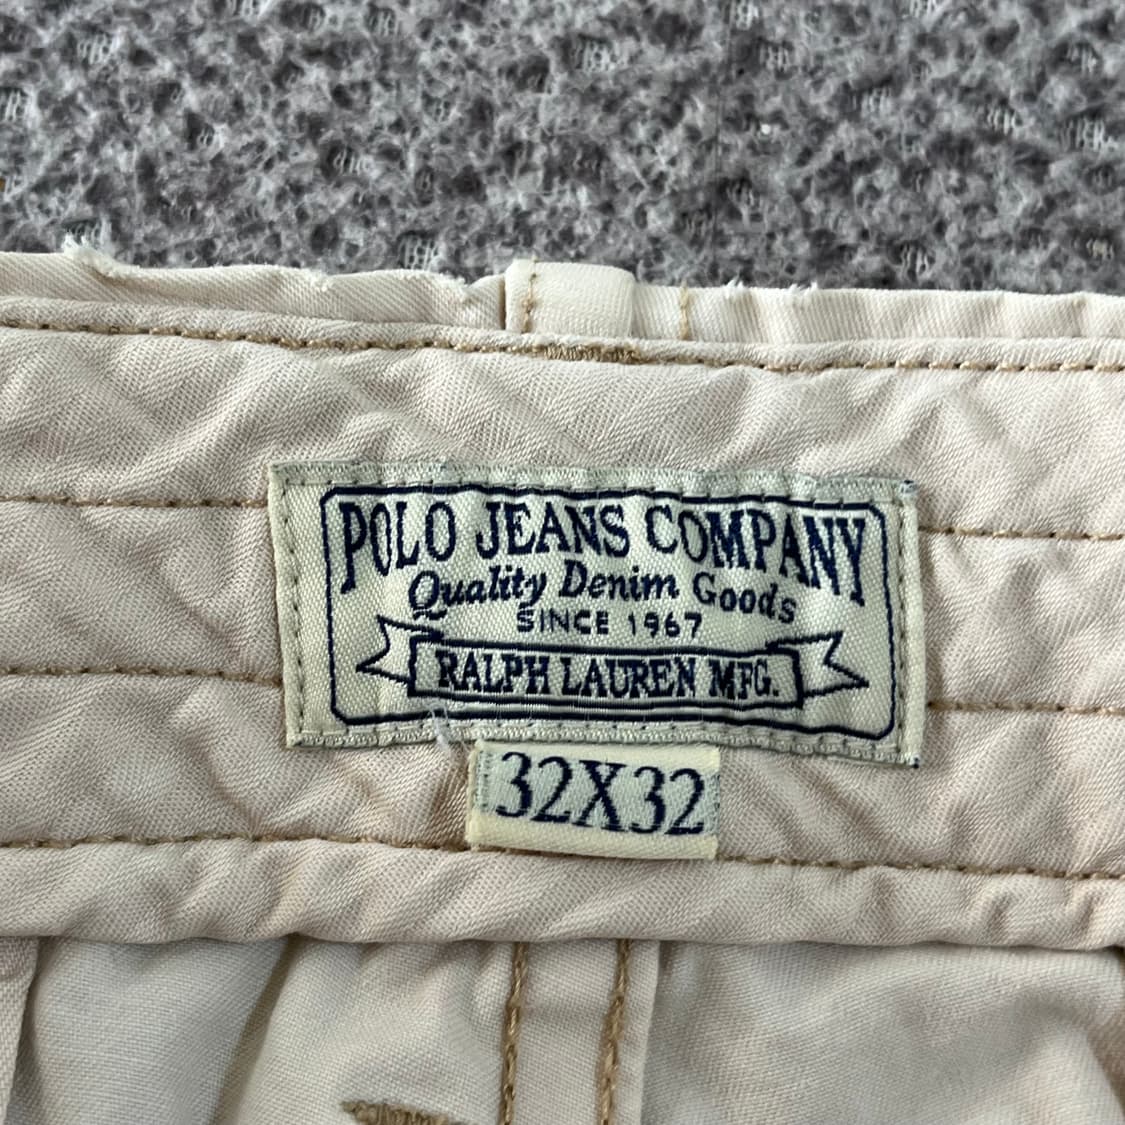 POLO JEANS COMPANY
Quality Denim Goods
SINCE 1967
RALPH LAUREN MFG.
32X32